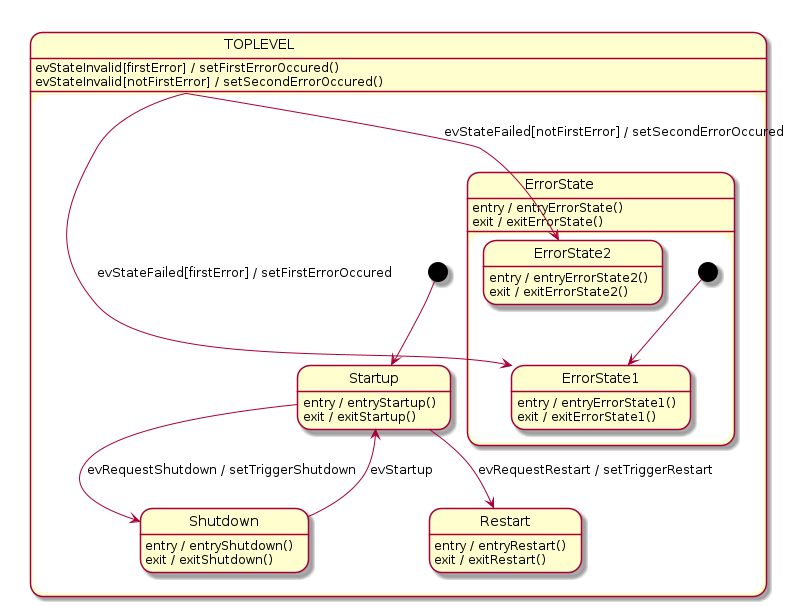 TOPLEVEL
evStateInvalid[firstError] / setFirstErrorOccured()
evStateInvalid[notFirstError] / setSecondErrorOccured()
evStateFailed[notFirstError] / setSecondErrorOccured
ErrorState
entry / entryErrorState()
exit / exitErrorState()
ErrorState2
entry / entryErrorState2()
exit / exitErrorState2()
evStateFailed[firstError] / setFirstErrorOccured
Startup
entry / entryStartup()
exit / exitStartup()
ErrorState1
entry / entryErrorState1()
exit / exitErrorState1()
evRequestShutdown / setTriggerShutdown
evStartup
evRequestRestart / setTriggerRestart
Shutdown
entry / entryShutdown()
exit / exitShutdown()
Restart
entry / entryRestart()
exit / exitRestart()